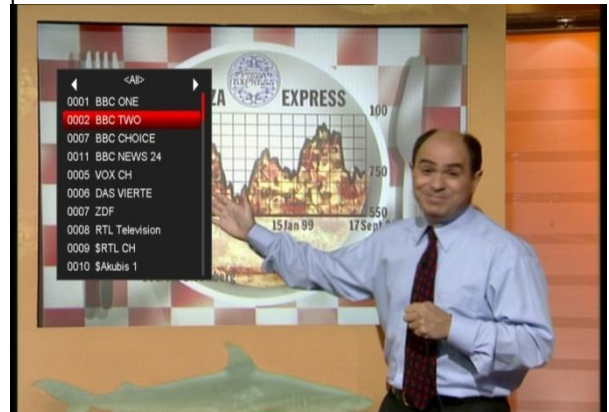 <All>
0001 BBC ONE
0002 BBC TWO
0007 BBC CHOICE
0011 BBC NEWS 24
0005 VOX CH
0006 DAS VIERTE
0007 ZDF
0008 RTL Television
0009 $RTL CH
0010 $Akubis 1
ZA EXPRESS
100
750
550
15Jan 99 17Sept